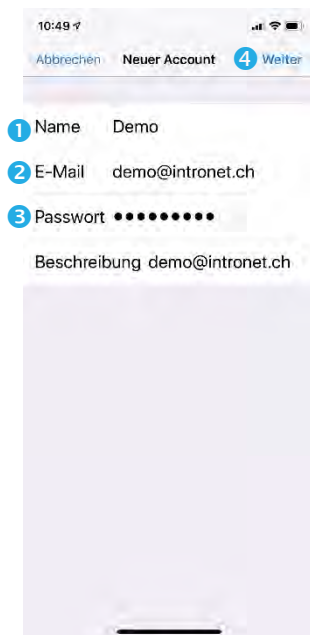 10:49
Abbrechen Neuer Account 4 Weiter
1 Name Demo
2 E-Mail demo@intronet.ch
3 Passwort •••••••••
Beschreibung demo@intronet.ch